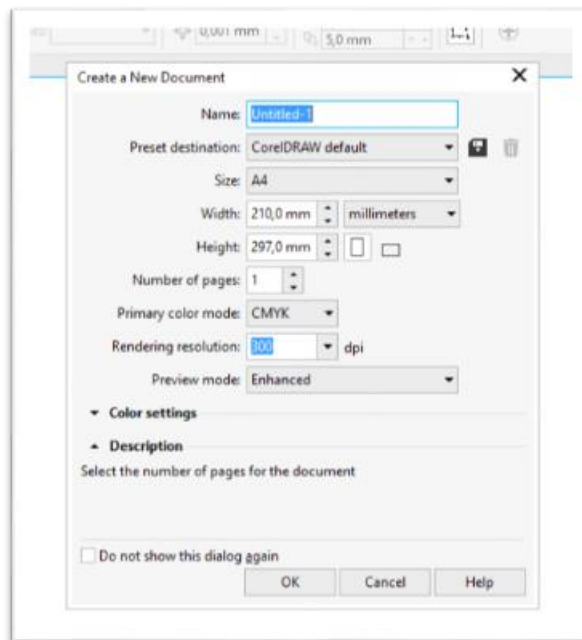 0,001 mm
5,0 mm
Create a New Document
Name: Untitled-1
Preset destination: CorelDRAW default
Size: A4
Width: 210,0 mm millimeters
Height: 297,0 mm
Number of pages: 1
Primary color mode: CMYK
Rendering resolution: 300 dpi
Preview mode: Enhanced
Color settings
Description
Select the number of pages for the document
Do not show this dialog again
OK Cancel Help